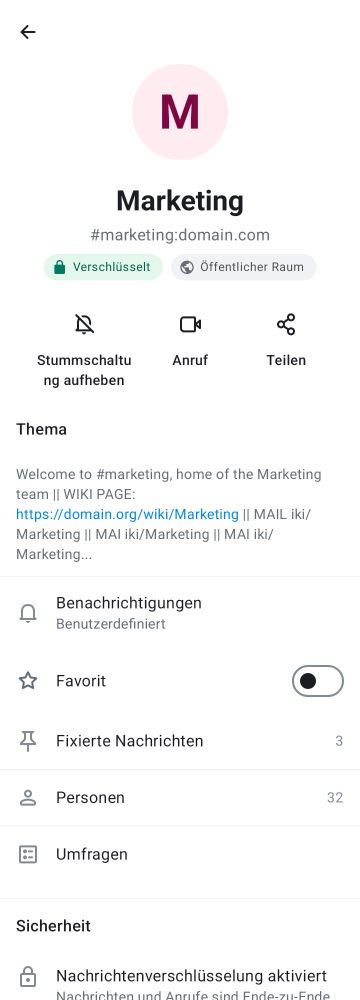 M
Marketing
#marketing:domain.com
Verschlüsselt
Öffentlicher Raum
Stummschaltu
ng aufheben
Anruf
Teilen
Thema
Welcome to #marketing, home of the Marketing
team || WIKI PAGE:
https://domain.org/wiki/Marketing || MAIL iki/
Marketing || MAI iki/Marketing || MAI iki/
Marketing...
Benachrichtigungen
Benutzerdefiniert
Favorit
Fixierte Nachrichten 3
Personen 32
Umfragen
Sicherheit
Nachrichtenverschlüsselung aktiviert
Nachrichten und Anrufe sind Ende-zu-Ende